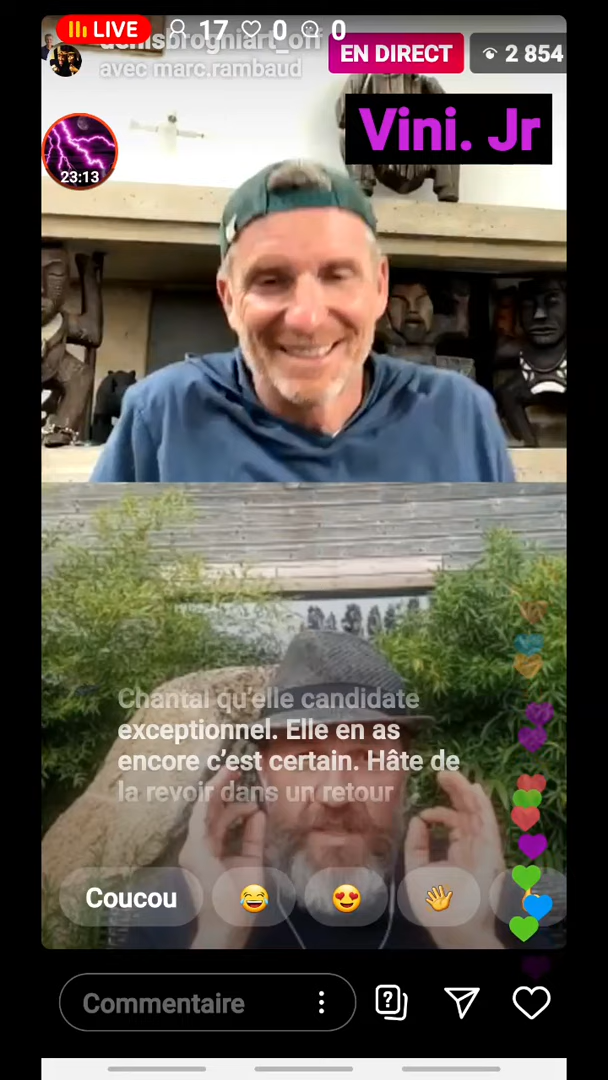 LIVE 17 0 0
denisbrogniart_off
avec marc.rambaud
EN DIRECT
2 854
Vini. Jr
23:13
Chantal qu'elle candidate
exceptionnel. Elle en as
encore c'est certain. Hâte de
la revoir dans un retour
Coucou
Commentaire